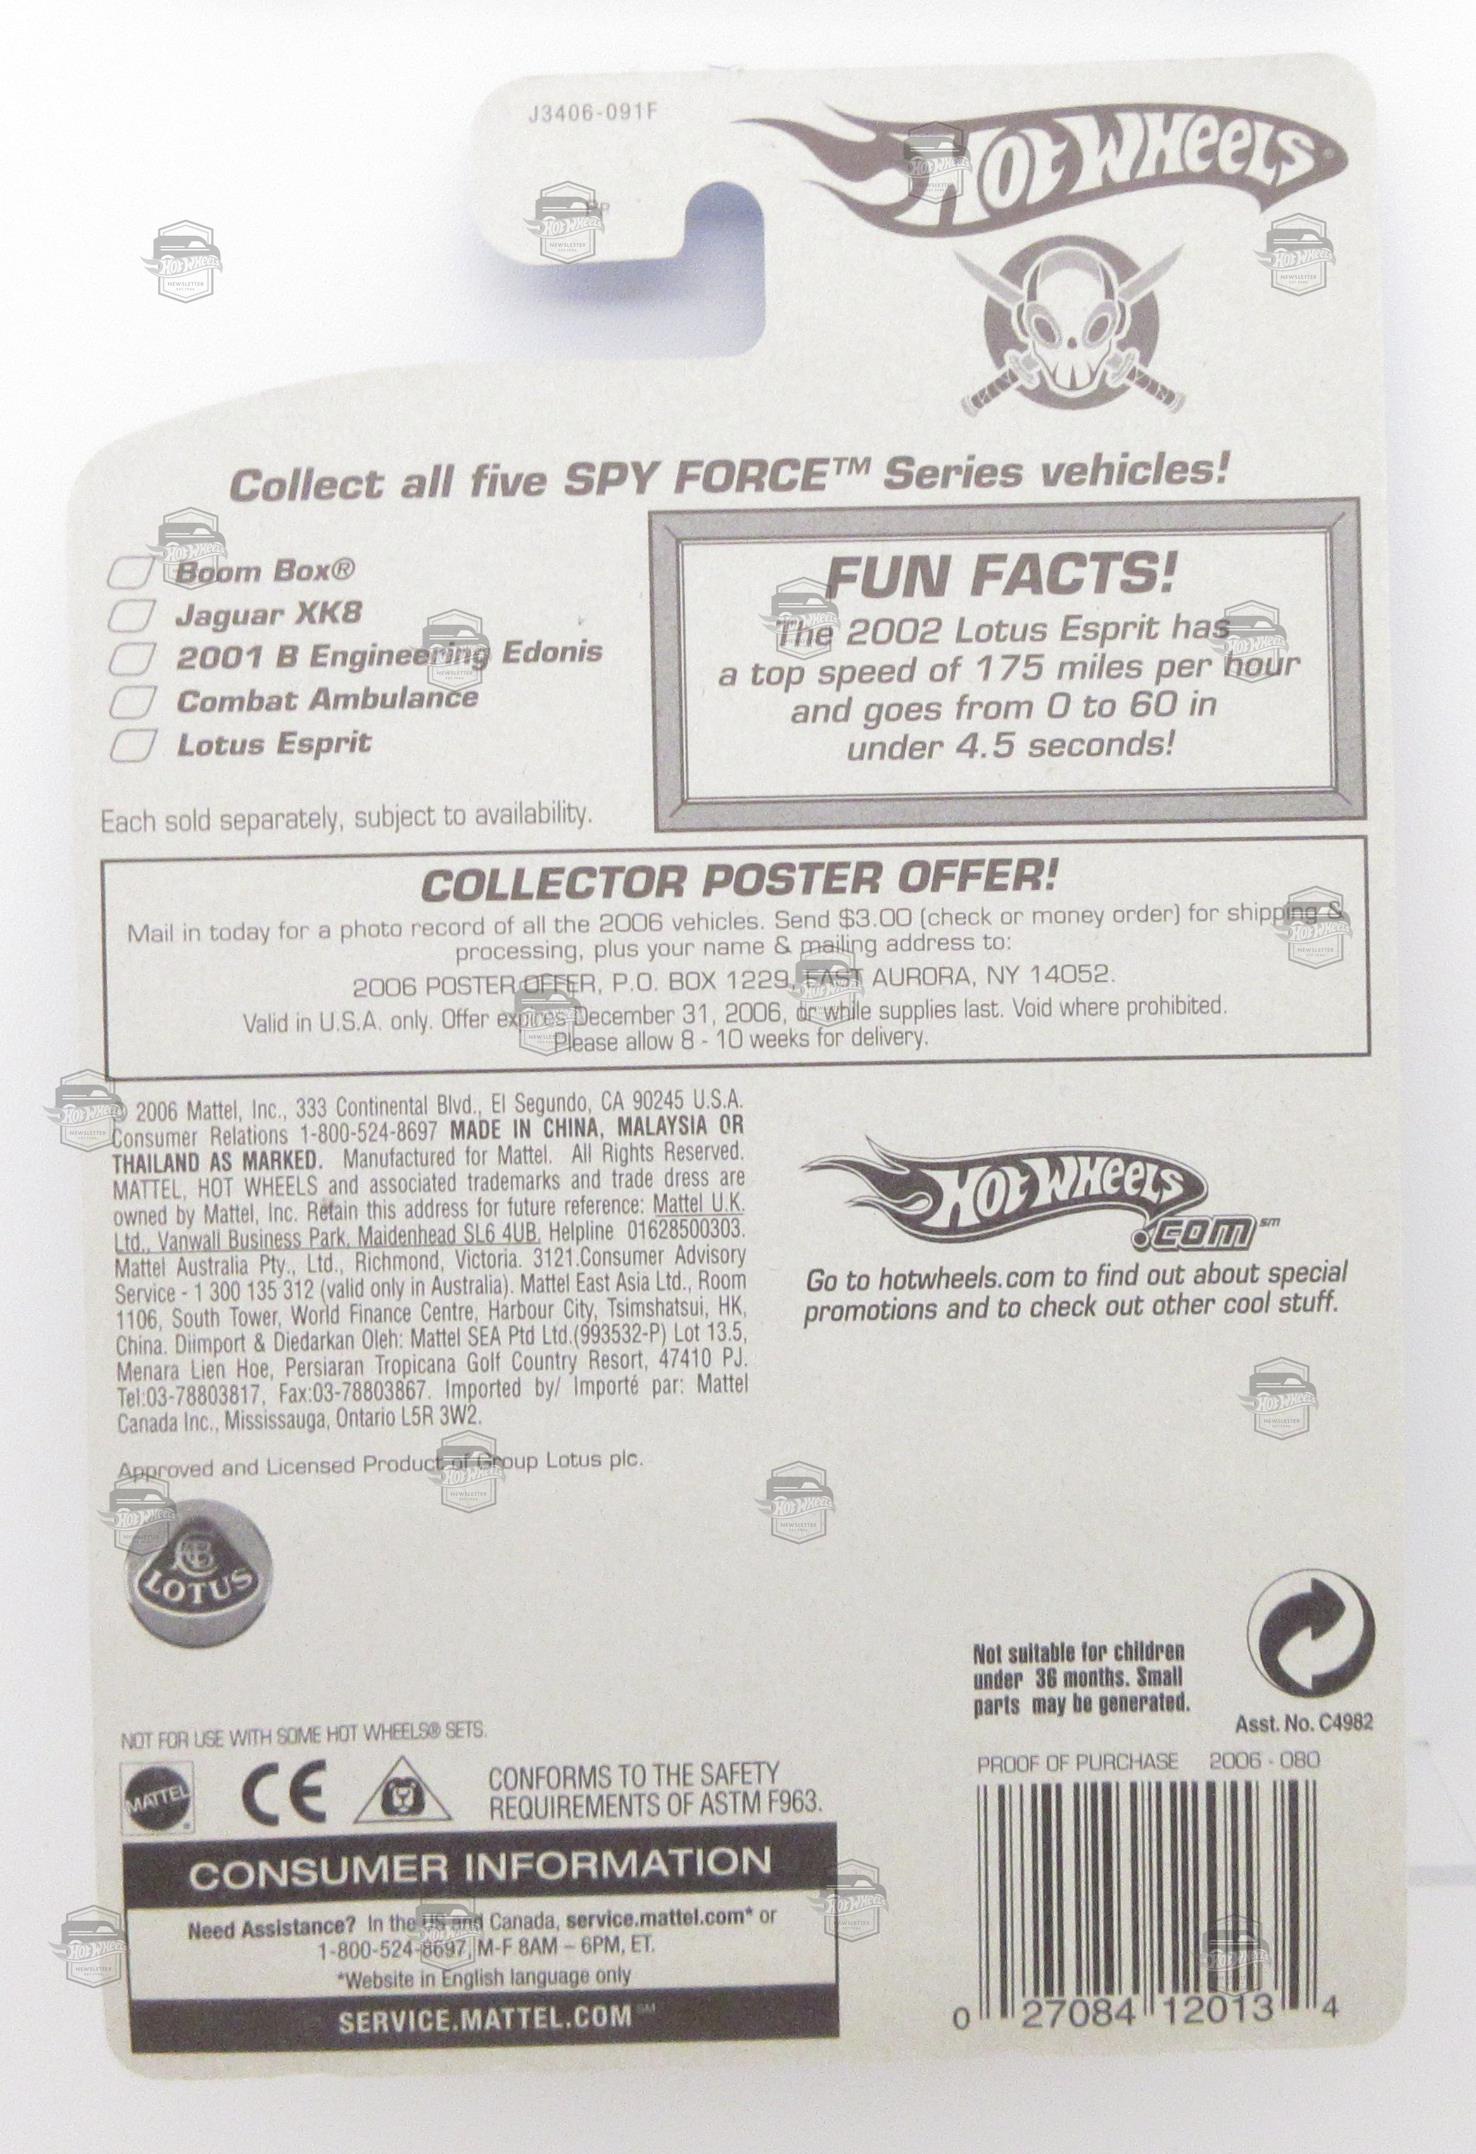 J3406-091F
HOT WHEELS
Collect all five SPY FORCE™ Series vehicles!
Boom Box®
Jaguar XK8
2001 B Engineering Edonis
Combat Ambulance
Lotus Esprit
Each sold separately, subject to availability.
FUN FACTS!
The 2002 Lotus Esprit has
a top speed of 175 miles per hour
and goes from 0 to 60 in
under 4.5 seconds!
COLLECTOR POSTER OFFER!
Mail in today for a photo record of all the 2006 vehicles. Send $3.00 (check or money order) for shipping &
processing, plus your name & mailing address to:
2006 POSTER OFFER, P.O. BOX 1229, EAST AURORA, NY 14052.
Valid in U.S.A. only. Offer expires December 31, 2006, or while supplies last. Void where prohibited.
Please allow 8 - 10 weeks for delivery.
© 2006 Mattel, Inc., 333 Continental Blvd., El Segundo, CA 90245 U.S.A.
Consumer Relations 1-800-524-8697 MADE IN CHINA, MALAYSIA OR
THAILAND AS MARKED. Manufactured for Mattel. All Rights Reserved.
MATTEL, HOT WHEELS and associated trademarks and trade dress are
owned by Mattel, Inc. Retain this address for future reference: Mattel U.K.
Ltd., Vanwall Business Park, Maidenhead SL6 4UB. Helpline 01628500303.
Mattel Australia Pty., Ltd., Richmond, Victoria. 3121.Consumer Advisory
Service - 1 300 135 312 (valid only in Australia). Mattel East Asia Ltd., Room
1106, South Tower, World Finance Centre, Harbour City, Tsimshatsui, HK,
China. Diimport & Diedarkan Oleh: Mattel SEA Ptd Ltd.(993532-P) Lot 13.5,
Menara Lien Hoe, Persiaran Tropicana Golf Country Resort, 47410 PJ.
Tel:03-78803817, Fax:03-78803867. Imported by/ Importé par: Mattel
Canada Inc., Mississauga, Ontario L5R 3W2.
Approved and Licensed Product of Group Lotus plc.
LOTUS
HOT WHEELS
.COM℠
Go to hotwheels.com to find out about special
promotions and to check out other cool stuff.
Not suitable for children
under 36 months. Small
parts may be generated.
Asst. No. C4982
NOT FOR USE WITH SOME HOT WHEELS® SETS.
MATTEL
CE
CONFORMS TO THE SAFETY
REQUIREMENTS OF ASTM F963.
CONSUMER INFORMATION
Need Assistance? In the US and Canada, service.mattel.com* or
1-800-524-8697, M-F 8AM – 6PM, ET.
*Website in English language only
SERVICE.MATTEL.COM℠
PROOF OF PURCHASE 2006 - 080
0 27084 12013 4